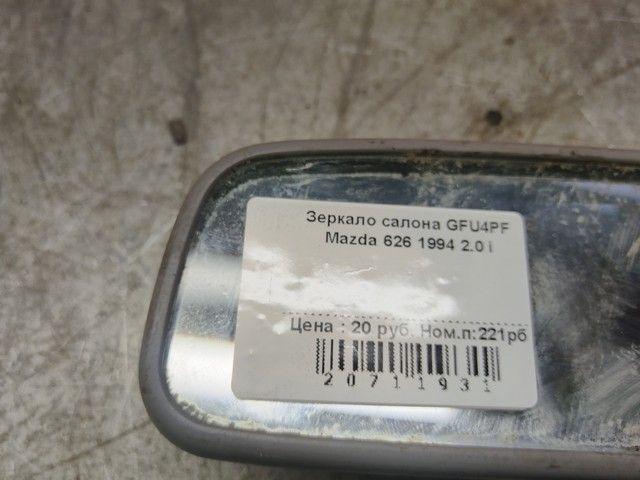 Зеркало салона GFU4PF
Mazda 626 1994 2.0 i
Цена : 20 руб. Ном.п:221рб
20711931